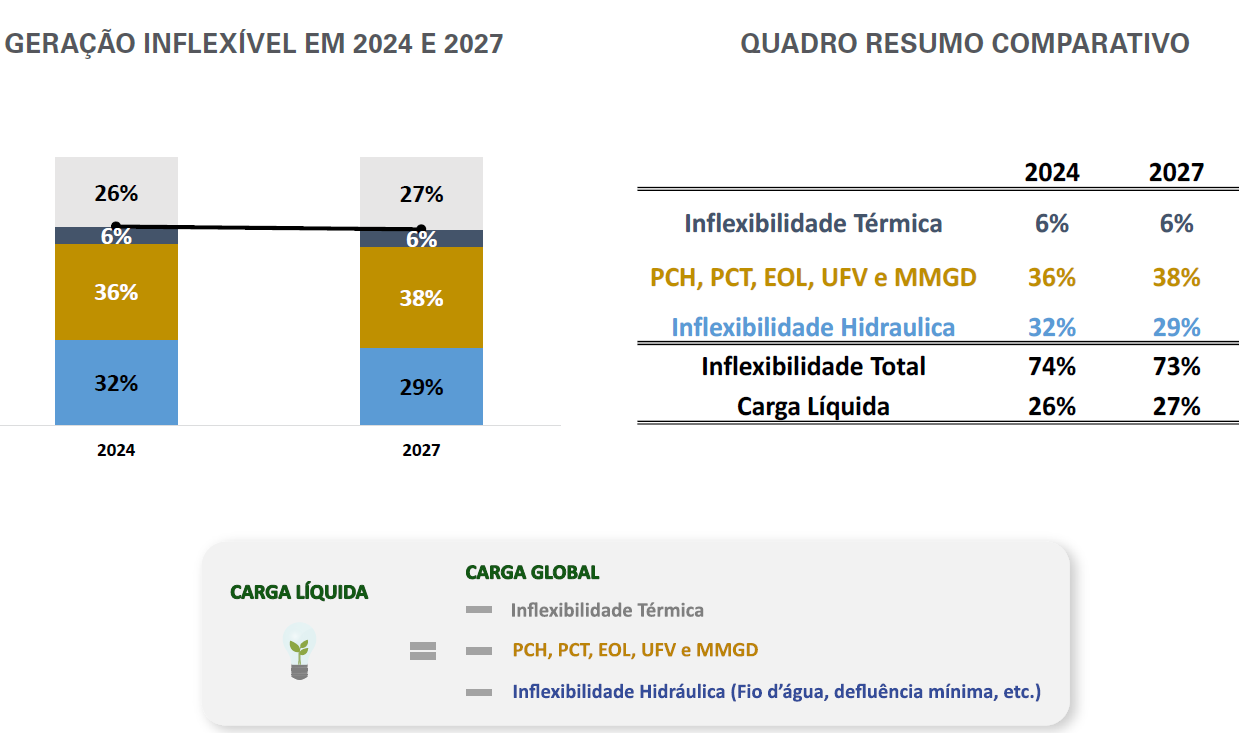 GERAÇÃO INFLEXÍVEL EM 2024 E 2027
26%
27%
6%
6%
36%
38%
32%
29%
2024
2027
QUADRO RESUMO COMPARATIVO
2024 2027
Inflexibilidade Térmica 6% 6%
PCH, PCT, EOL, UFV e MMGD 36% 38%
Inflexibilidade Hidraulica 32% 29%
Inflexibilidade Total 74% 73%
Carga Líquida 26% 27%
CARGA LÍQUIDA
CARGA GLOBAL
Inflexibilidade Térmica
PCH, PCT, EOL, UFV e MMGD
Inflexibilidade Hidráulica (Fio d’água, defluência mínima, etc.)